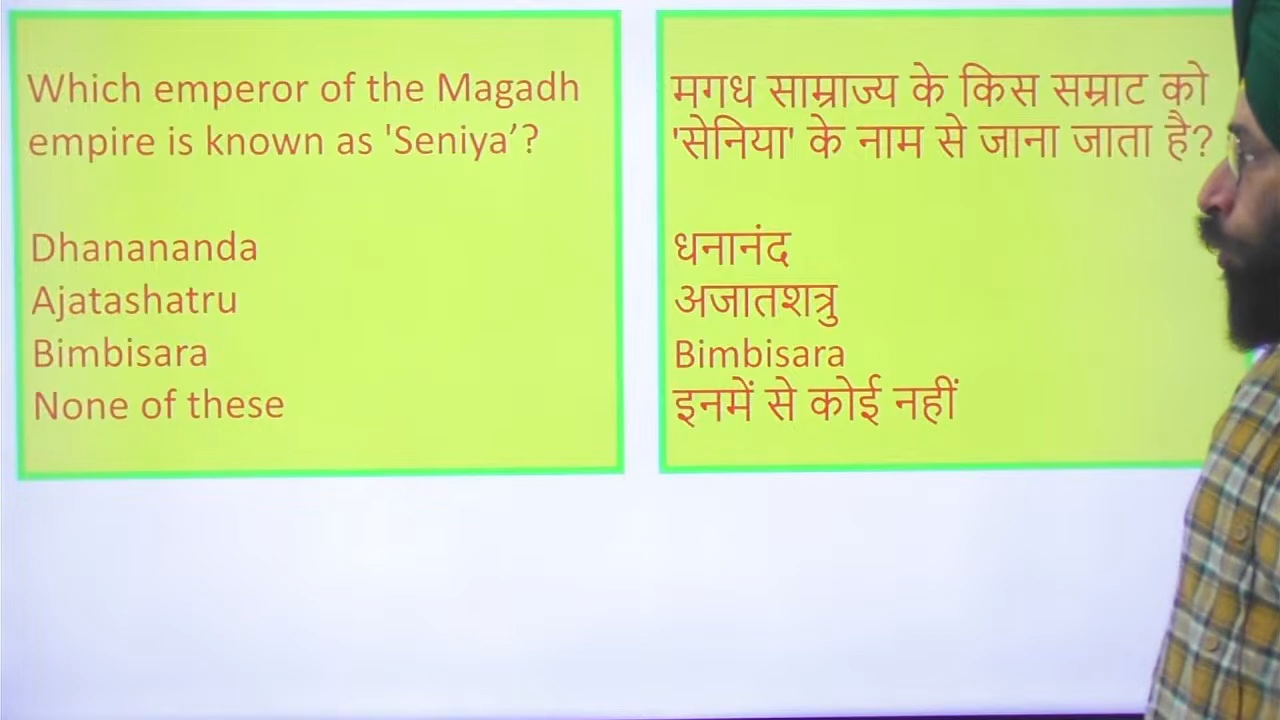 Which emperor of the Magadh
empire is known as 'Seniya’?
Dhanananda
Ajatashatru
Bimbisara
None of these
मगध साम्राज्य के किस सम्राट को
'सेनिया' के नाम से जाना जाता है?
धनानंद
अजातशत्रु
Bimbisara
इनमें से कोई नहीं